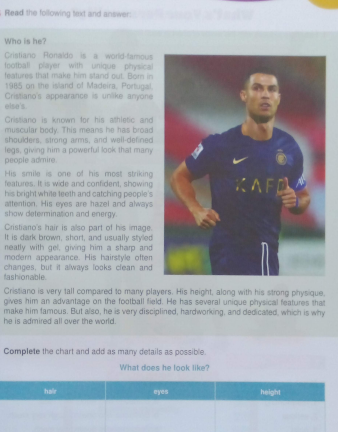 Read the following text and answer.
Who is he?
Cristiano Ronaldo is a world-famous
football player with unique physical
features that make him stand out. Born in
1985 on the island of Madeira, Portugal,
Cristiano's appearance is unlike anyone
else's.
Cristiano is known for his athletic and
muscular body. This means he has broad
shoulders, strong arms, and well-defined
legs, giving him a powerful look that many
people admire.
His smile is one of his most striking
features. It is wide and confident, showing
his bright white teeth and catching people's
attention. His eyes are hazel and always
show determination and energy.
Cristiano's hair is also part of his image.
It is dark brown, short, and usually styled
neatly with gel, giving him a sharp and
modern appearance. His hairstyle often
changes, but it always looks clean and
fashionable.
KAFD
Cristiano is very tall compared to many players. His height, along with his strong physique,
gives him an advantage on the football field. He has several unique physical features that
make him famous. But also, he is very disciplined, hardworking, and dedicated, which is why
he is admired all over the world.
Complete the chart and add as many details as possible.
What does he look like?
hair eyes height